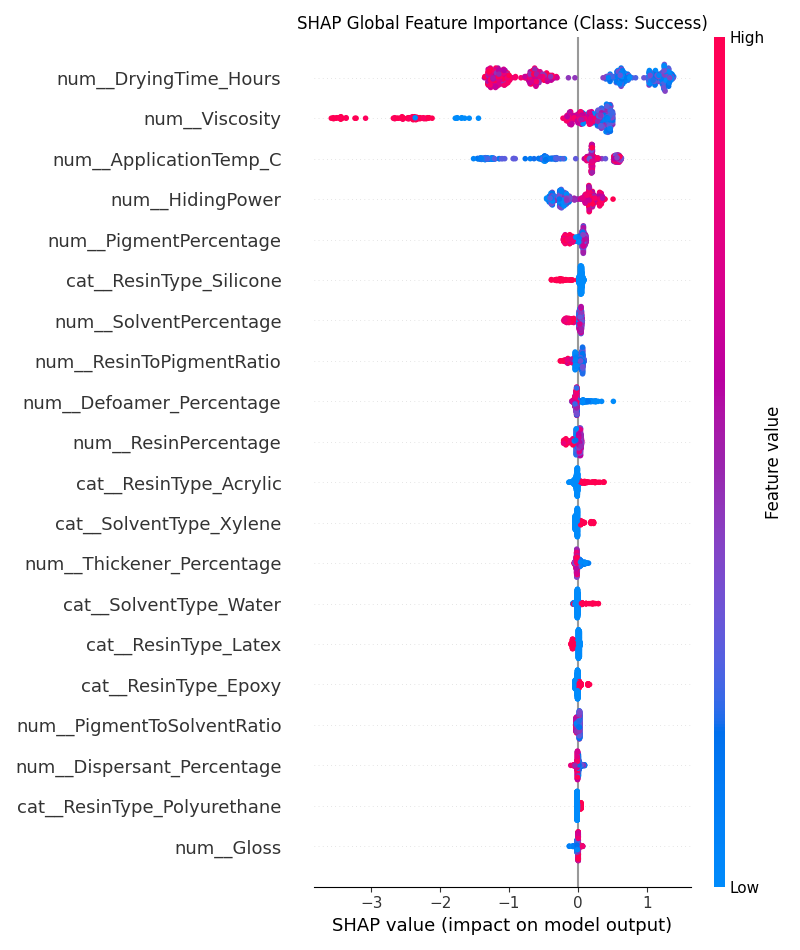 SHAP Global Feature Importance (Class: Success)
High
num__DryingTime_Hours
num__Viscosity
num__ApplicationTemp_C
num__HidingPower
num__PigmentPercentage
cat__ResinType_Silicone
num__SolventPercentage
num__ResinToPigmentRatio
num__Defoamer_Percentage
num__ResinPercentage
cat__ResinType_Acrylic
cat__SolventType_Xylene
num__Thickener_Percentage
cat__SolventType_Water
cat__ResinType_Latex
cat__ResinType_Epoxy
num__PigmentToSolventRatio
num__Dispersant_Percentage
cat__ResinType_Polyurethane
num__Gloss
Feature value
Low
−3 −2 −1 0 1
SHAP value (impact on model output)